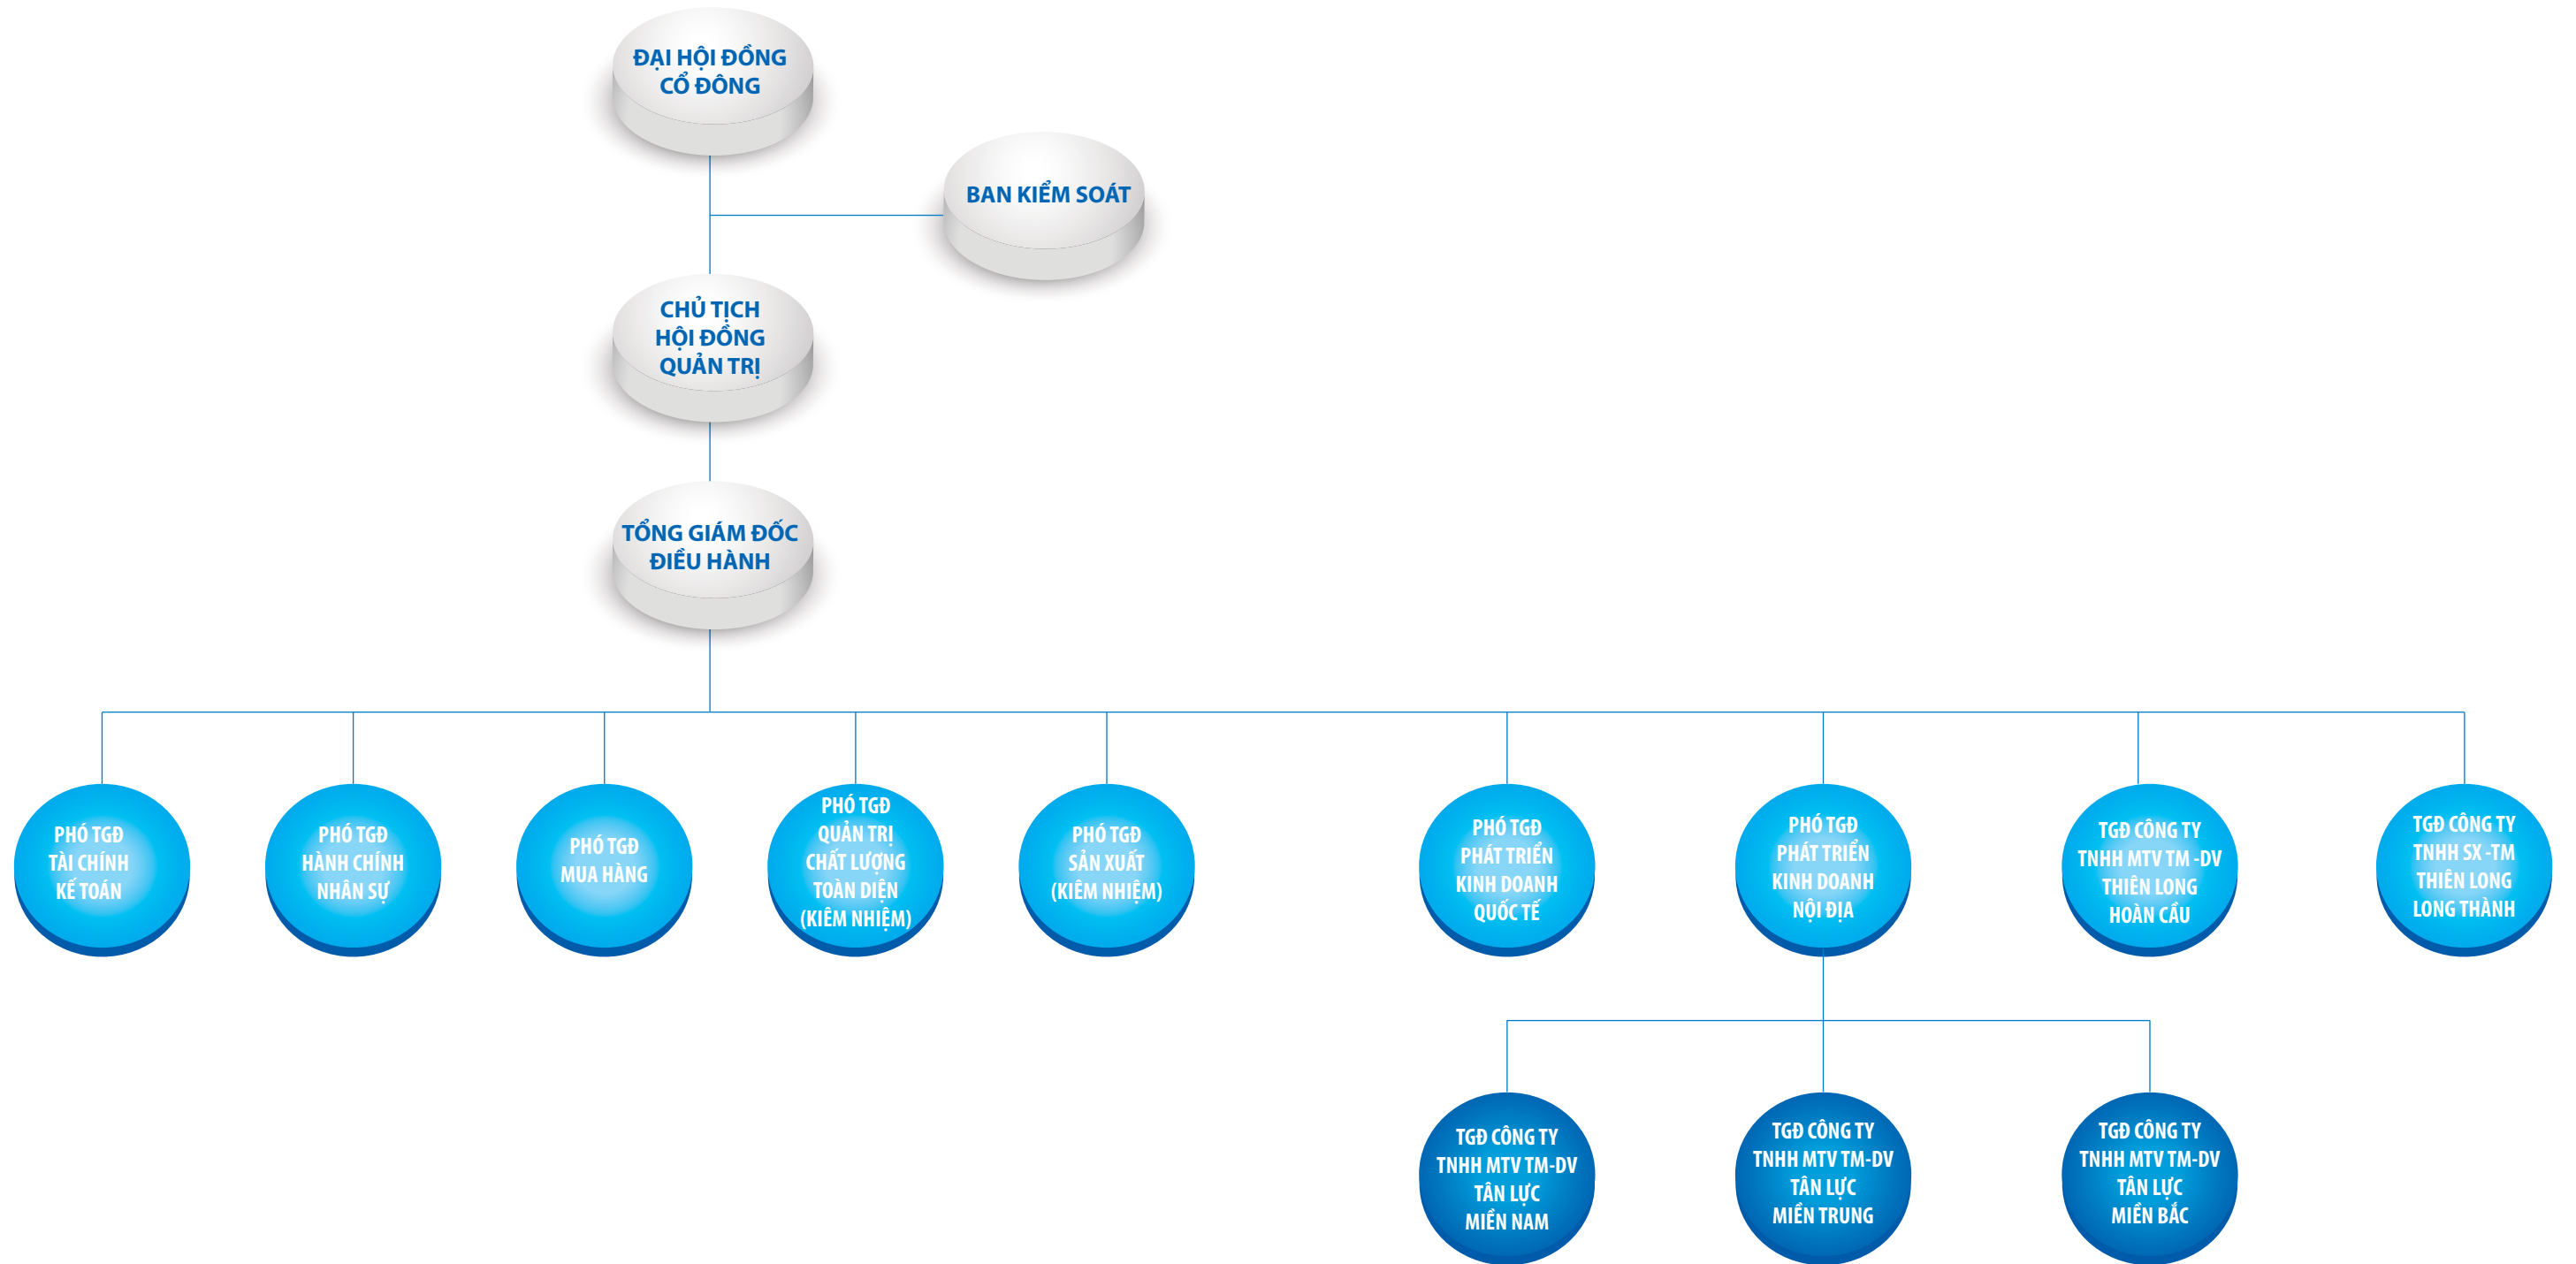 ĐẠI HỘI ĐỒNG
CỔ ĐÔNG
BAN KIỂM SOÁT
CHỦ TỊCH
HỘI ĐỒNG
QUẢN TRỊ
TỔNG GIÁM ĐỐC
ĐIỀU HÀNH
PHÓ TGĐ
TÀI CHÍNH
KẾ TOÁN
PHÓ TGĐ
HÀNH CHÍNH
NHÂN SỰ
PHÓ TGĐ
MUA HÀNG
PHÓ TGĐ
QUẢN TRỊ
CHẤT LƯỢNG
TOÀN DIỆN
(KIÊM NHIỆM)
PHÓ TGĐ
SẢN XUẤT
(KIÊM NHIỆM)
PHÓ TGĐ
PHÁT TRIỂN
KINH DOANH
QUỐC TẾ
PHÓ TGĐ
PHÁT TRIỂN
KINH DOANH
NỘI ĐỊA
TGĐ CÔNG TY
TNHH MTV TM -DV
THIÊN LONG
HOÀN CẦU
TGĐ CÔNG TY
TNHH SX -TM
THIÊN LONG
LONG THÀNH
TGĐ CÔNG TY
TNHH MTV TM-DV
TÂN LỰC
MIỀN NAM
TGĐ CÔNG TY
TNHH MTV TM-DV
TÂN LỰC
MIỀN TRUNG
TGĐ CÔNG TY
TNHH MTV TM-DV
TÂN LỰC
MIỀN BẮC